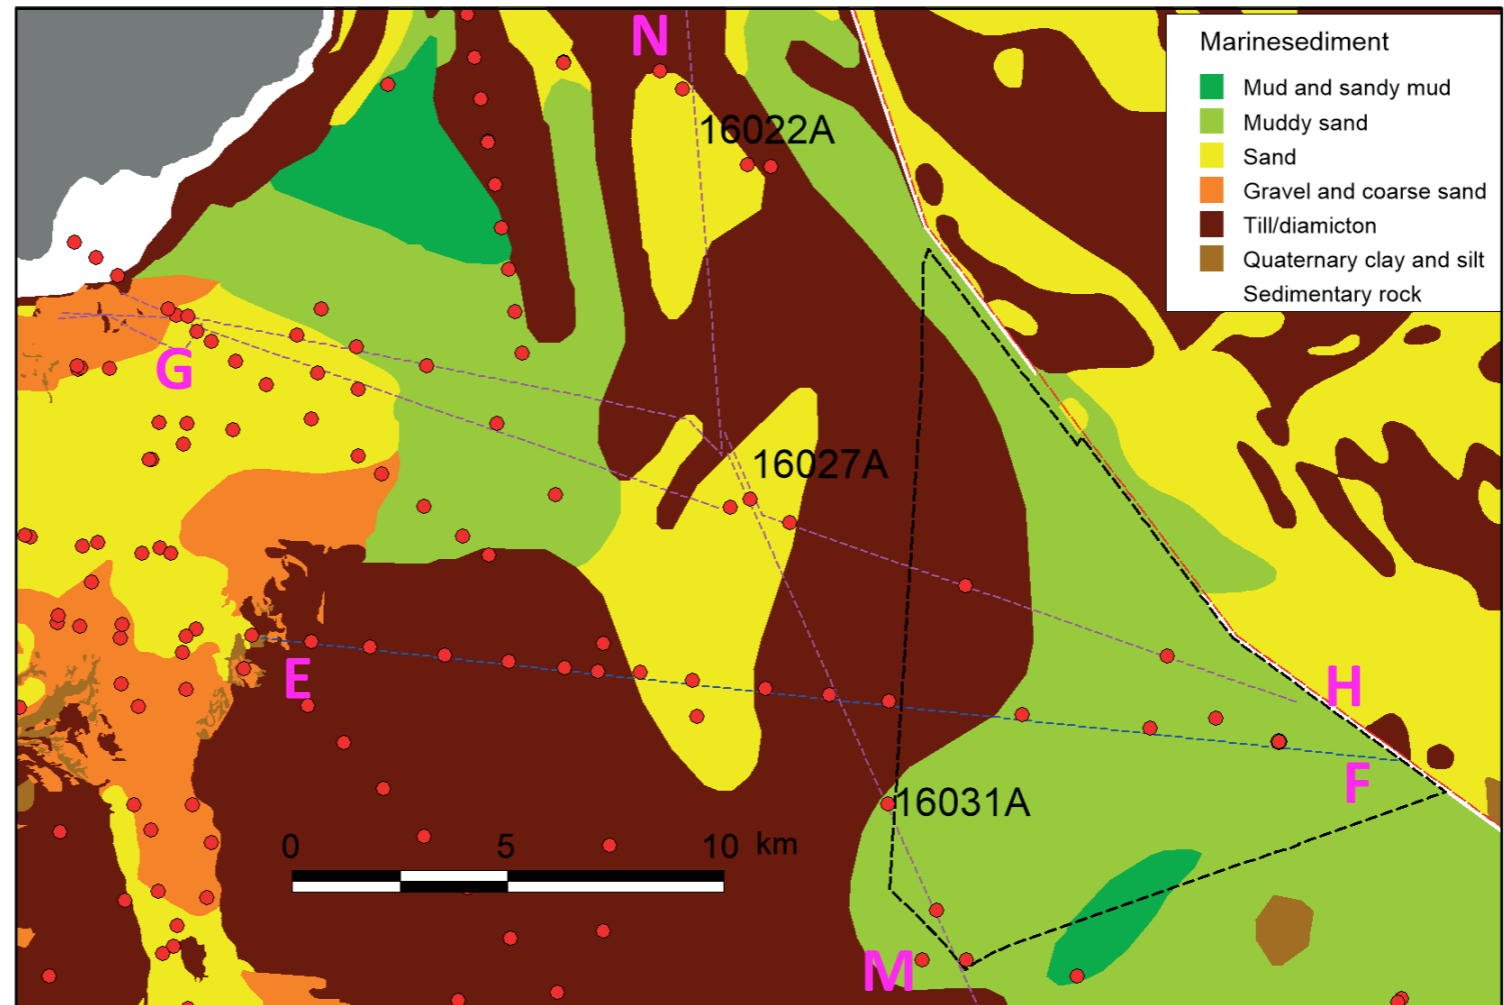 N
Marinesediment
Mud and sandy mud
Muddy sand
Sand
Gravel and coarse sand
Till/diamicton
Quaternary clay and silt
Sedimentary rock
16022A
G
16027A
E
H
F
16031A
0 5 10 km
M